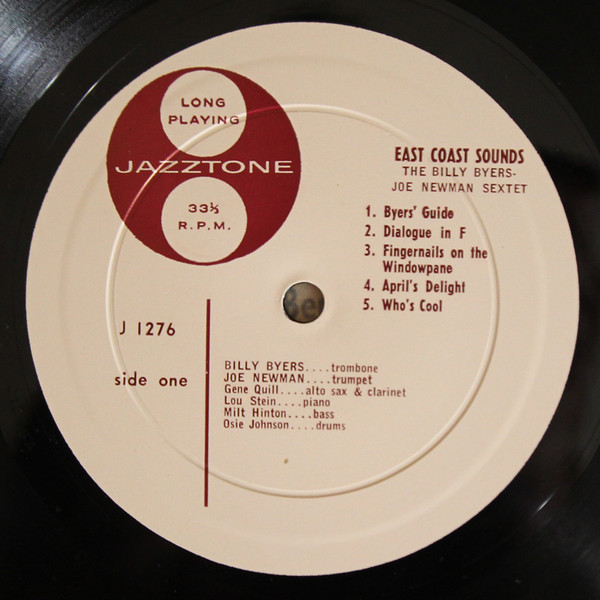 LONG
PLAYING
JAZZTONE
33⅓
R.P.M.
EAST COAST SOUNDS
THE BILLY BYERS-
JOE NEWMAN SEXTET
1. Byers' Guide
2. Dialogue in F
3. Fingernails on the
Windowpane
4. April's Delight
5. Who's Cool
J 1276
side one
BILLY BYERS....trombone
JOE NEWMAN....trumpet
Gene Quill....alto sax & clarinet
Lou Stein....piano
Milt Hinton....bass
Osie Johnson....drums